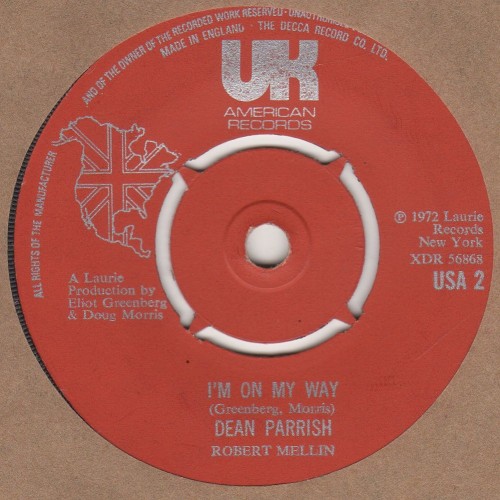 ALL RIGHTS OF THE MANUFACTURER AND OF THE OWNER OF THE RECORDED WORK RESERVED. UNAUTHORISED
MADE IN ENGLAND · THE DECCA RECORD CO. LTD.
UK
AMERICAN
RECORDS
℗ 1972 Laurie
Records
New York
XDR 56868
USA 2
A Laurie
Production by
Eliot Greenberg
& Doug Morris
I'M ON MY WAY
(Greenberg, Morris)
DEAN PARRISH
ROBERT MELLIN